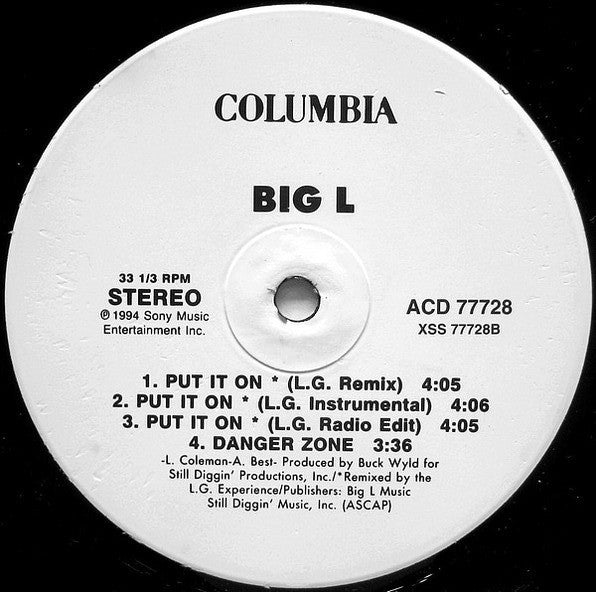 COLUMBIA
BIG L
33 1/3 RPM
STEREO
℗ 1994 Sony Music
Entertainment Inc.
ACD 77728
XSS 77728B
1. PUT IT ON * (L.G. Remix) 4:05
2. PUT IT ON * (L.G. Instrumental) 4:06
3. PUT IT ON * (L.G. Radio Edit) 4:05
4. DANGER ZONE 3:36
-L. Coleman-A. Best- Produced by Buck Wyld for
Still Diggin' Productions, Inc./*Remixed by the
L.G. Experience/Publishers: Big L Music
Still Diggin' Music, Inc. (ASCAP)